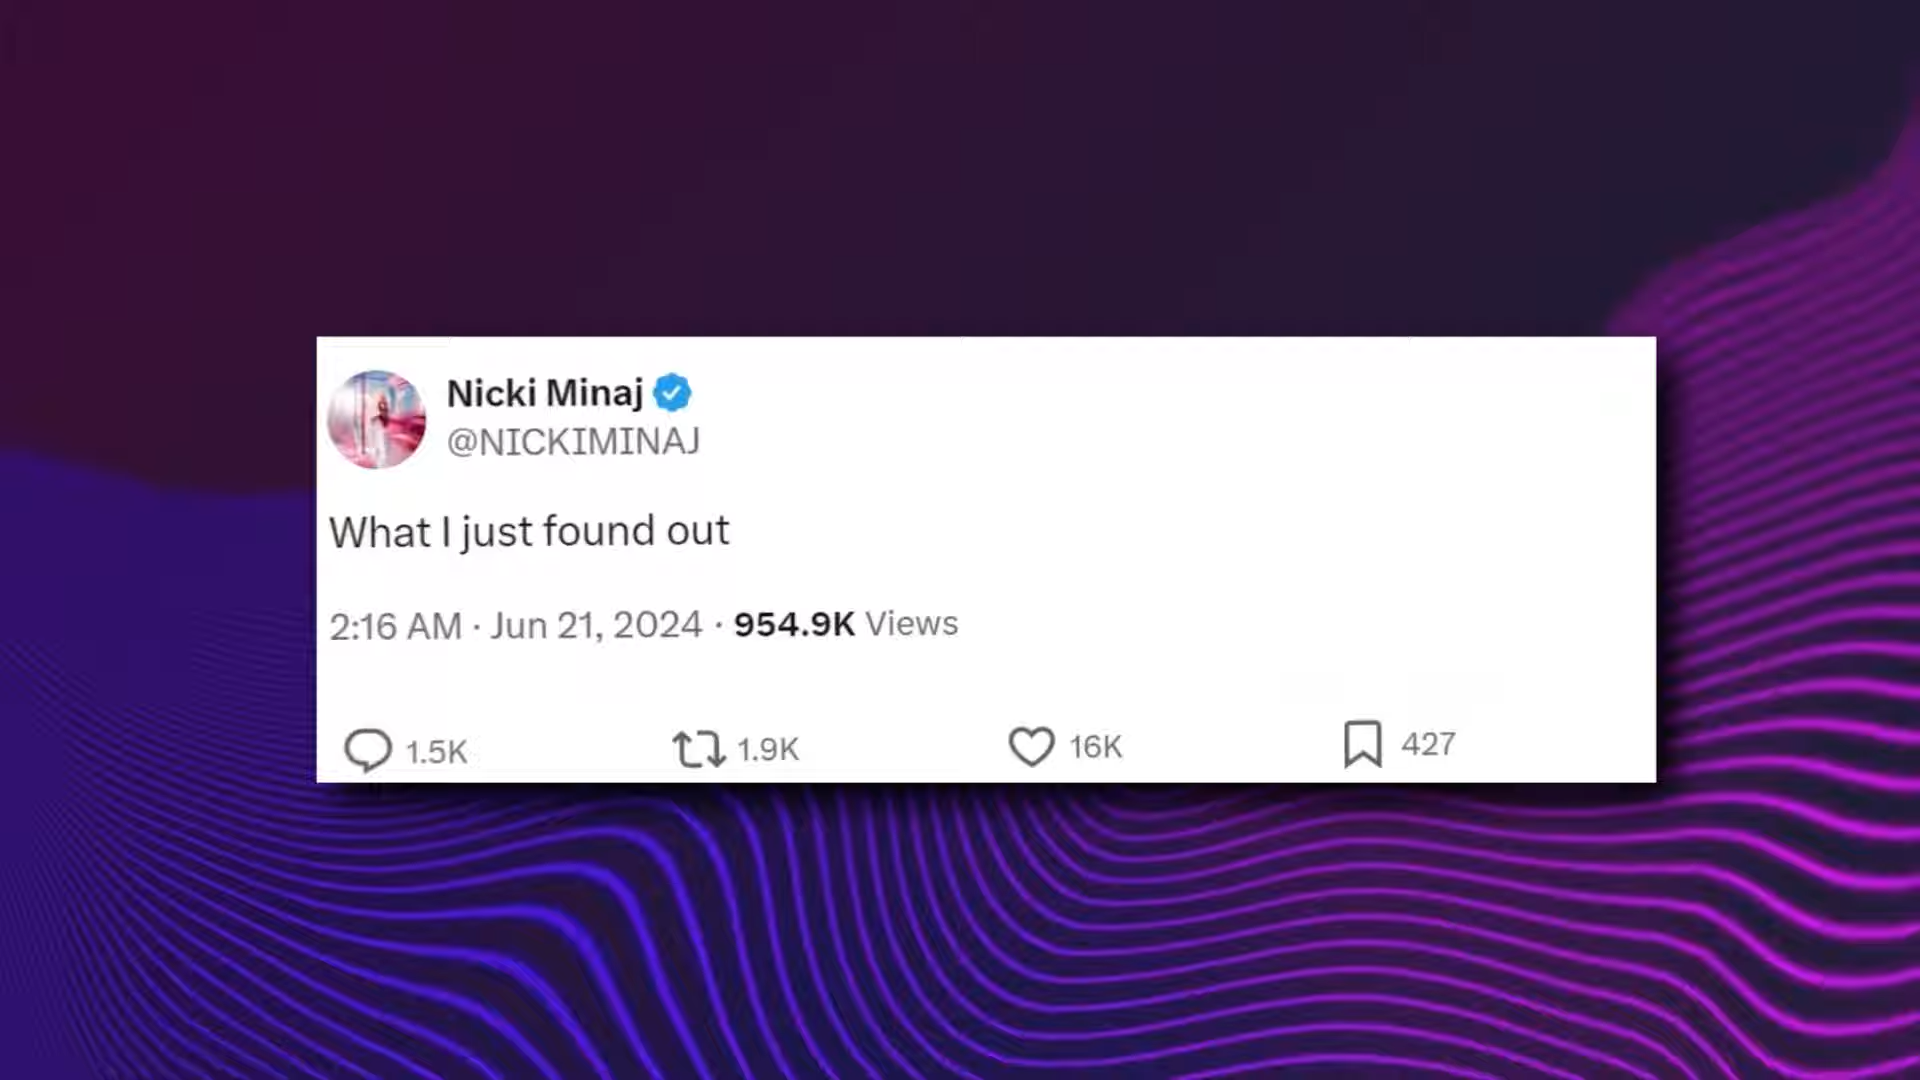 Nicki Minaj
@NICKIMINAJ
What I just found out
2:16 AM · Jun 21, 2024 · 954.9K Views
1.5K 1.9K 16K 427